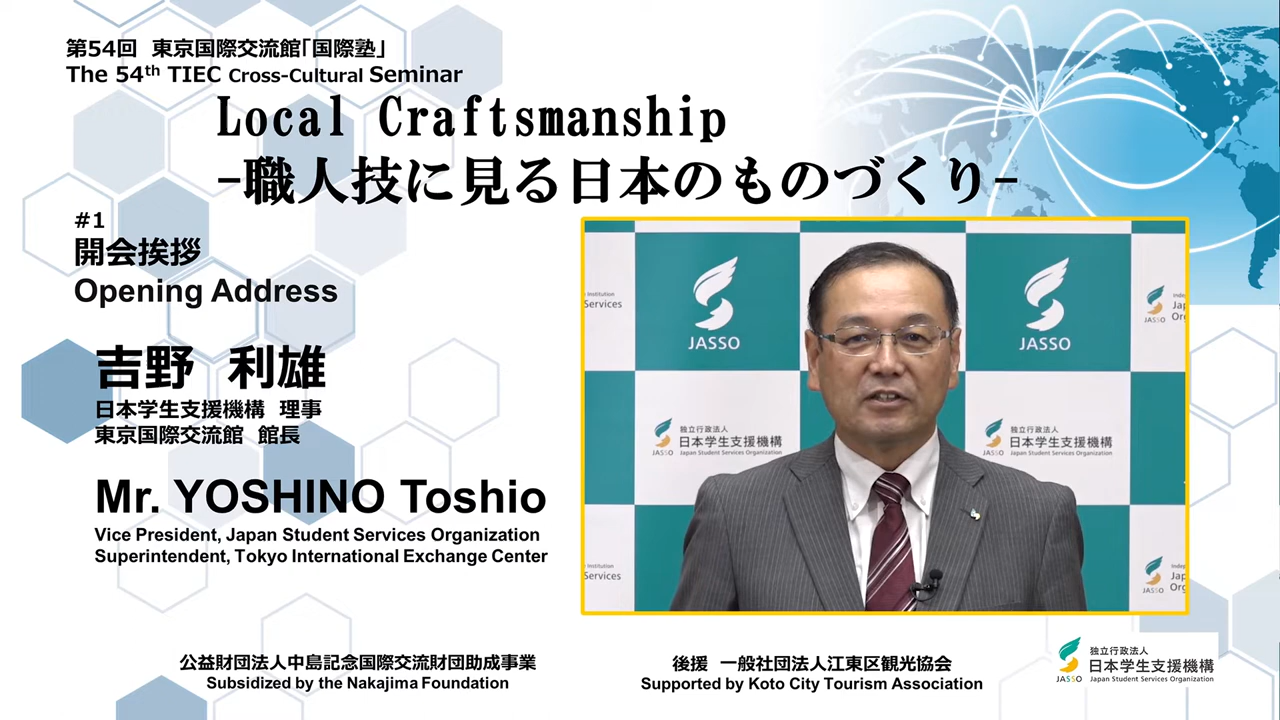 第54回 東京国際交流館「国際塾」
The 54th TIEC Cross-Cultural Seminar
Local Craftsmanship
-職人技に見る日本のものづくり-
#1
開会挨拶
Opening Address
吉野 利雄
日本学生支援機構 理事
東京国際交流館 館長
Mr. YOSHINO Toshio
Vice President, Japan Student Services Organization
Superintendent, Tokyo International Exchange Center
JASSO
JASSO
独立行政法人
日本学生支援機構
Japan Student Services Organization
JASSO
独立行政法人
日本学生支援機構
Japan Student Services Organization
JASSO
Institution
Services
Institution
Services
JASSO
JASSO
公益財団法人中島記念国際交流財団助成事業
Subsidized by the Nakajima Foundation
後援 一般社団法人江東区観光協会
Supported by Koto City Tourism Association
独立行政法人
日本学生支援機構
Japan Student Services Organization
JASSO